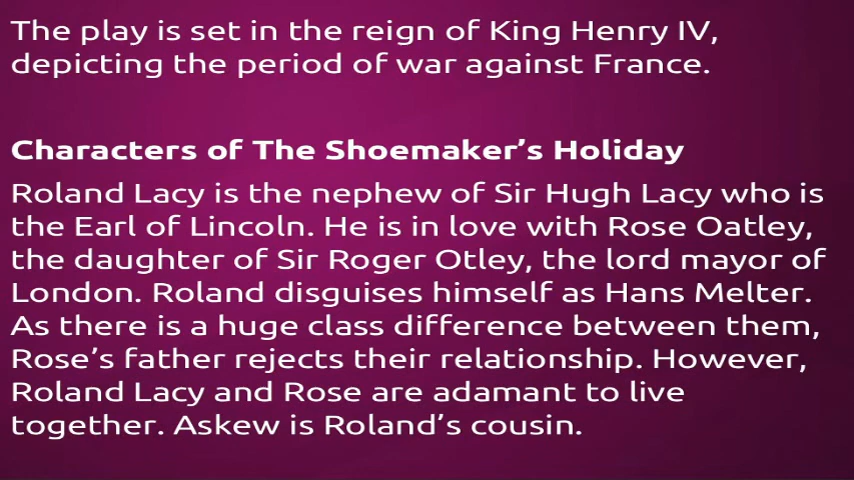 The play is set in the reign of King Henry IV,
depicting the period of war against France.
Characters of The Shoemaker's Holiday
Roland Lacy is the nephew of Sir Hugh Lacy who is
the Earl of Lincoln. He is in love with Rose Oatley,
the daughter of Sir Roger Otley, the lord mayor of
London. Roland disguises himself as Hans Melter.
As there is a huge class difference between them,
Rose's father rejects their relationship. However,
Roland Lacy and Rose are adamant to live
together. Askew is Roland's cousin.